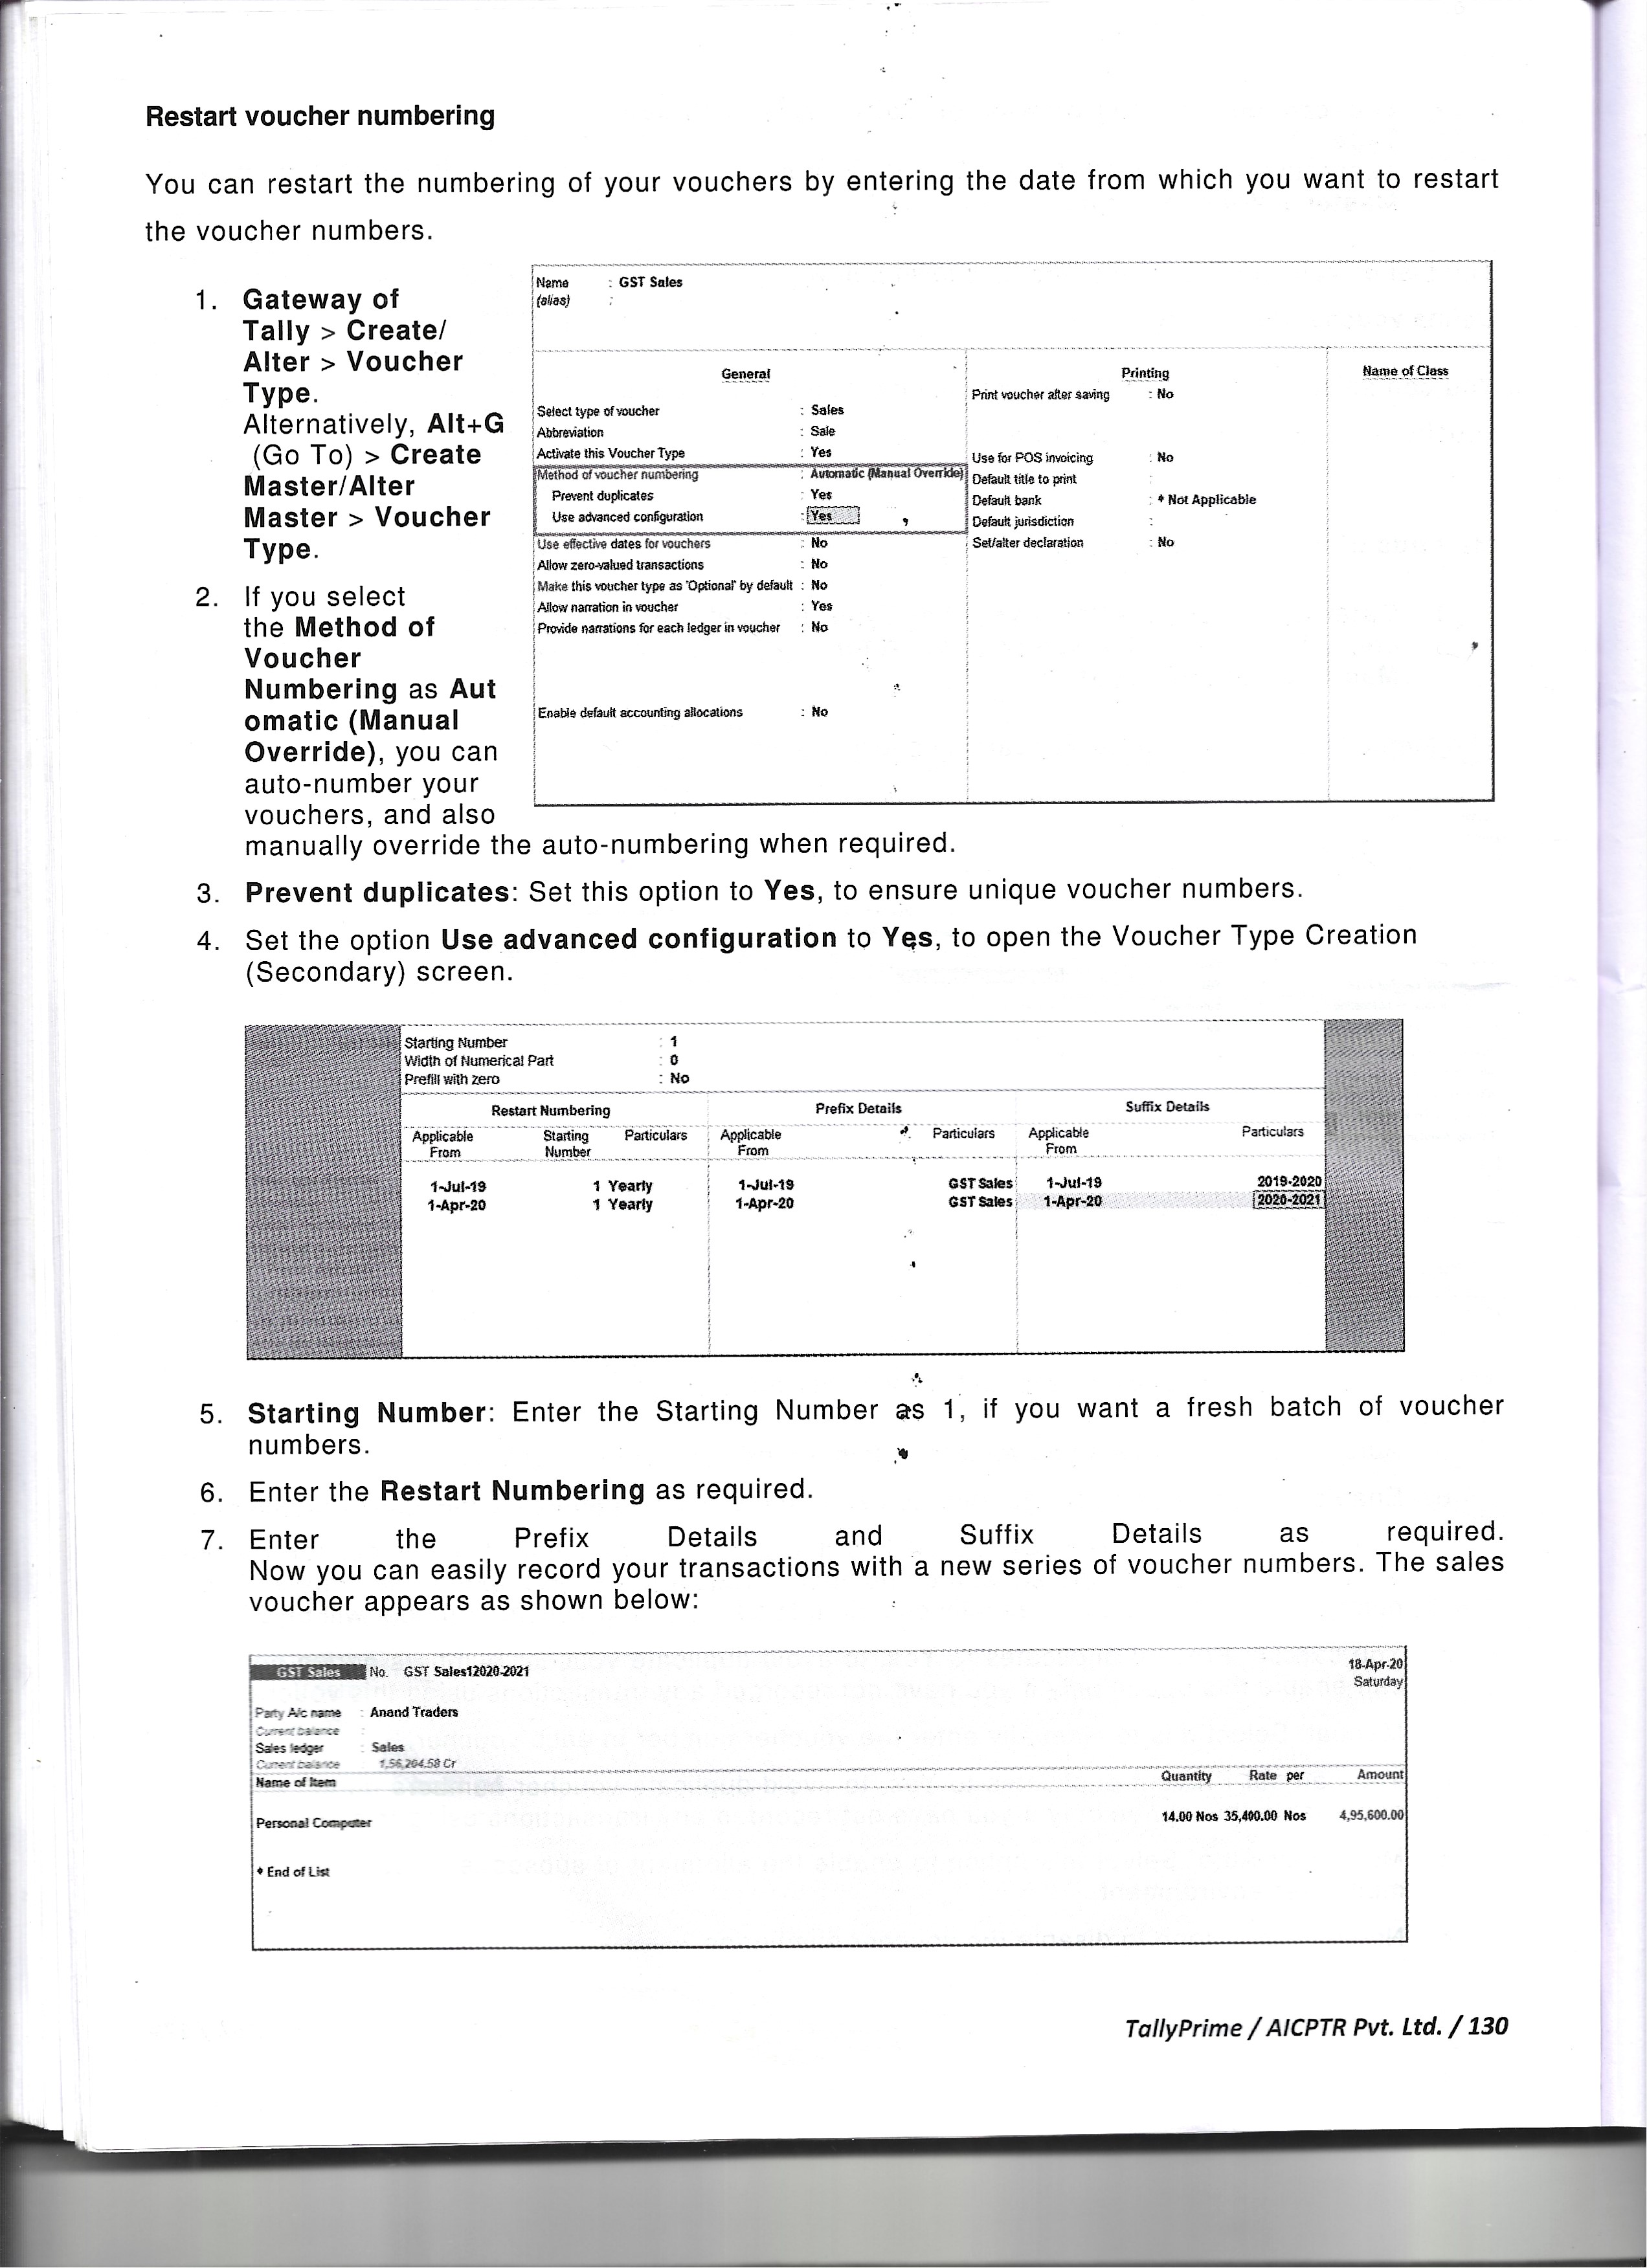 Restart voucher numbering
You can restart the numbering of your vouchers by entering the date from which you want to restart
the voucher numbers.
1. Gateway of
Tally > Create/
Alter > Voucher
Type.
Alternatively, Alt+G
(Go To) > Create
Master/Alter
Master > Voucher
Type.
2. If you select
the Method of
Voucher
Numbering as Aut
omatic (Manual
Override), you can
auto-number your
vouchers, and also
manually override the auto-numbering when required.
Name : GST Sales
(alias) :
General
Select type of voucher : Sales
Abbreviation : Sale
Activate this Voucher Type : Yes
Method of voucher numbering : Automatic (Manual Override)
Prevent duplicates : Yes
Use advanced configuration : Yes
Use effective dates for vouchers : No
Allow zero-valued transactions : No
Make this voucher type as 'Optional' by default : No
Allow narration in voucher : Yes
Provide narrations for each ledger in voucher : No
Enable default accounting allocations : No
Printing
Print voucher after saving : No
Use for POS invoicing : No
Default title to print :
Default bank : ♦ Not Applicable
Default jurisdiction :
Set/alter declaration : No
Name of Class
3. Prevent duplicates: Set this option to Yes, to ensure unique voucher numbers.
4. Set the option Use advanced configuration to Yes, to open the Voucher Type Creation
(Secondary) screen.
Starting Number : 1
Width of Numerical Part : 0
Prefill with zero : No
Restart Numbering Prefix Details Suffix Details
Applicable Starting Particulars Applicable Particulars Applicable Particulars
From Number From From
1-Jul-19 1 Yearly 1-Jul-19 GST Sales 1-Jul-19 2019-2020
1-Apr-20 1 Yearly 1-Apr-20 GST Sales 1-Apr-20 2020-2021
5. Starting Number: Enter the Starting Number as 1, if you want a fresh batch of voucher
numbers.
6. Enter the Restart Numbering as required.
7. Enter the Prefix Details and Suffix Details as required.
Now you can easily record your transactions with a new series of voucher numbers. The sales
voucher appears as shown below:
GST Sales No. GST Sales12020-2021 18-Apr-20
Saturday
Party A/c name : Anand Traders
Current balance :
Sales ledger : Sales
Current balance 1,56,204.58 Cr
Name of Item Quantity Rate per Amount
Personal Computer 14.00 Nos 35,400.00 Nos 4,95,600.00
♦ End of List
TallyPrime / AICPTR Pvt. Ltd. / 130